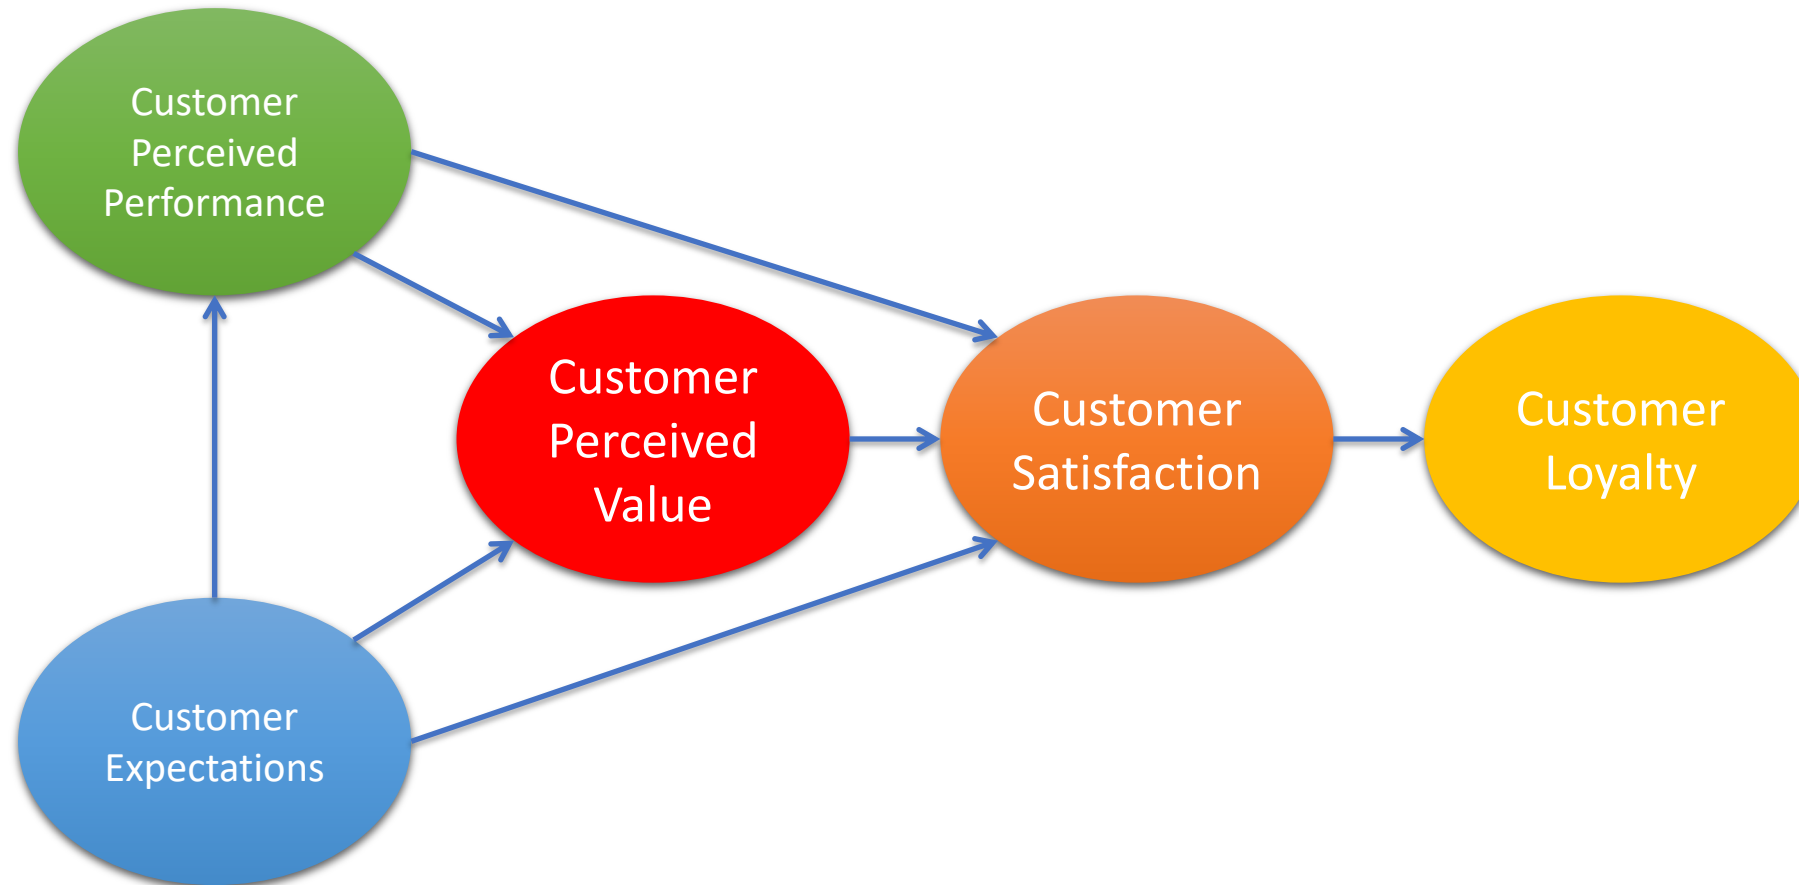 Customer
Perceived
Performance
Customer
Perceived
Value
Customer
Satisfaction
Customer
Loyalty
Customer
Expectations